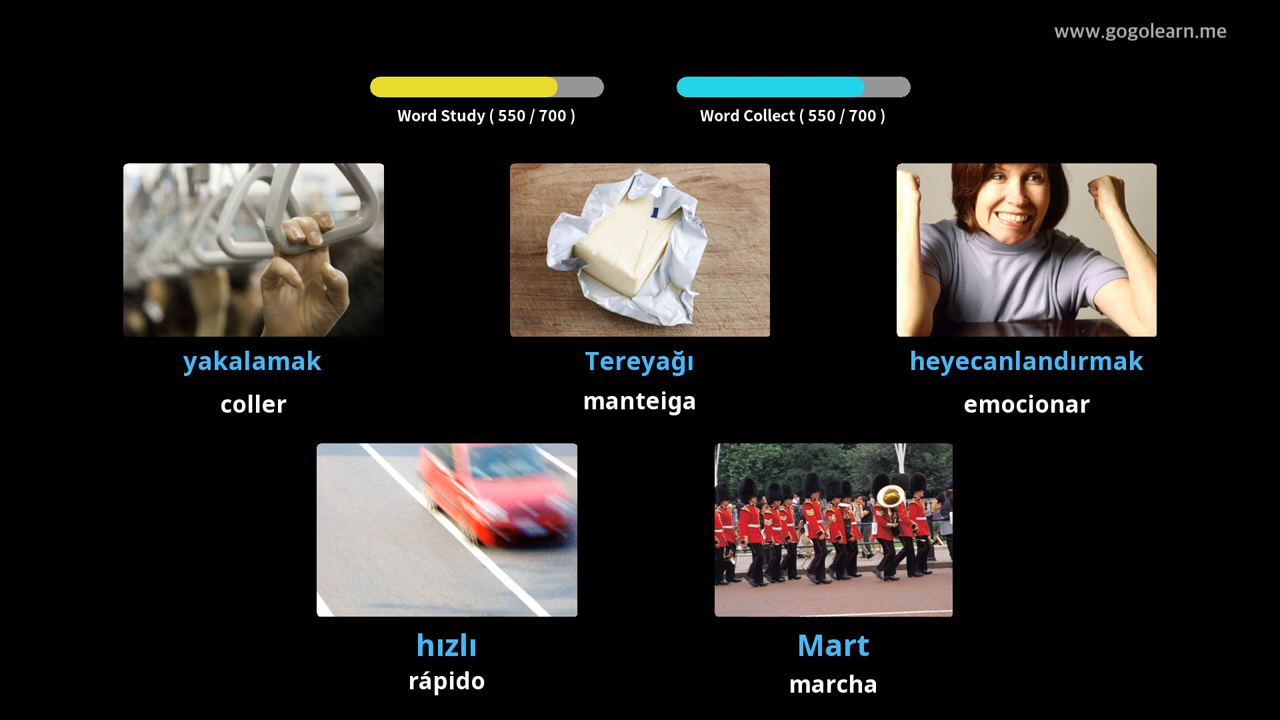 www.gogolearn.me
Word Study ( 550 / 700 )
Word Collect ( 550 / 700 )
yakalamak
coller
Tereyağı
manteiga
heyecanlandırmak
emocionar
hızlı
rápido
Mart
marcha